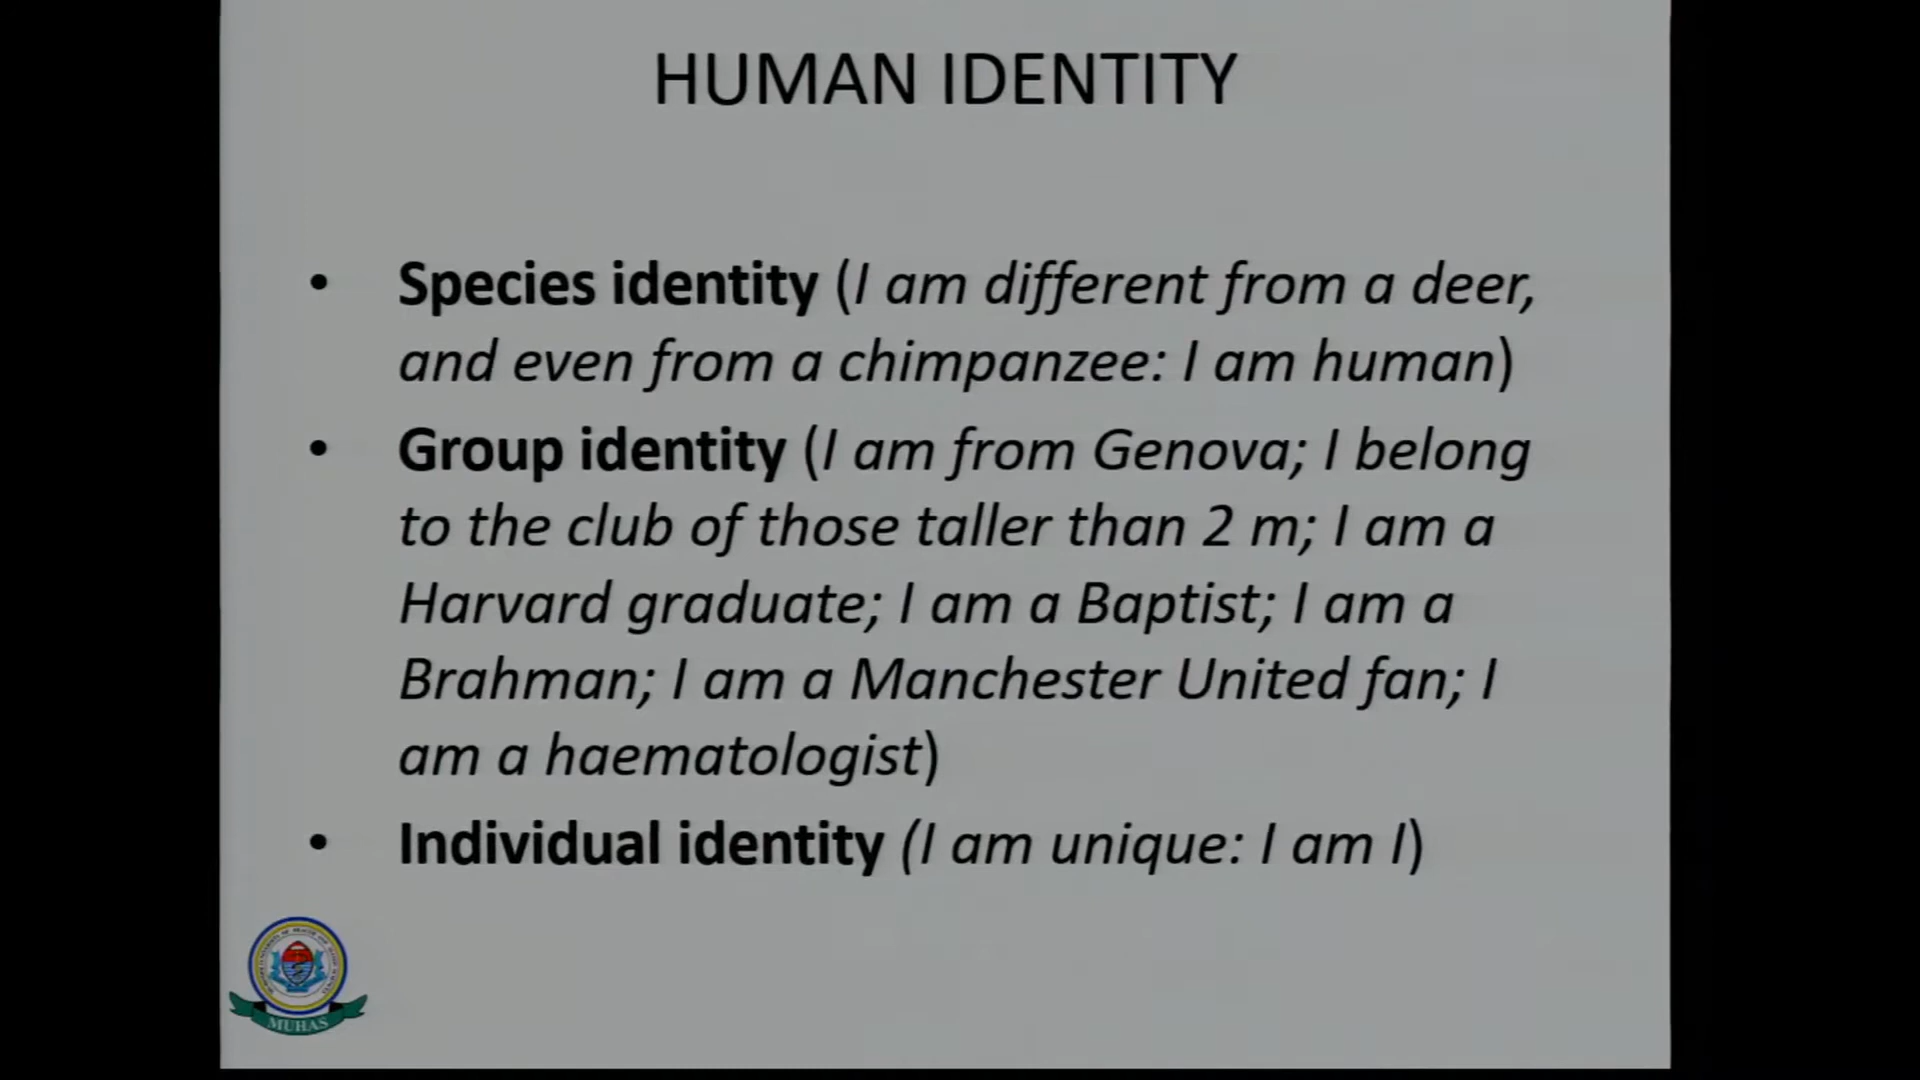 HUMAN IDENTITY
• Species identity (I am different from a deer,
and even from a chimpanzee: I am human)
• Group identity (I am from Genova; I belong
to the club of those taller than 2 m; I am a
Harvard graduate; I am a Baptist; I am a
Brahman; I am a Manchester United fan; I
am a haematologist)
• Individual identity (I am unique: I am I)
MUHAS